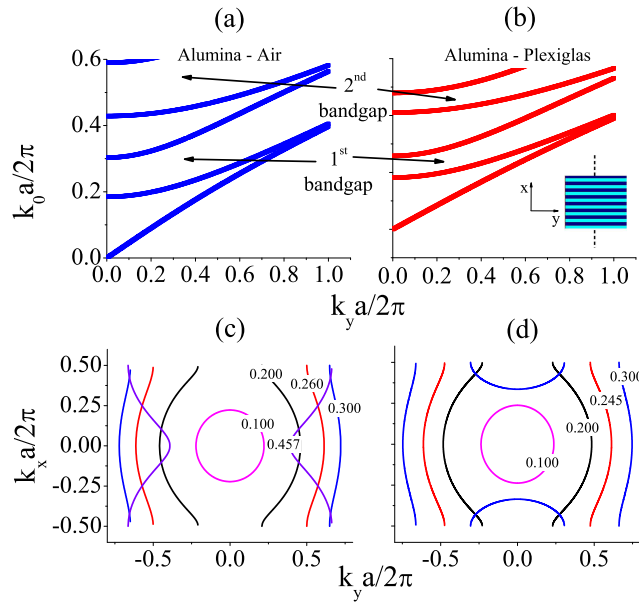 (a) (b)
Alumina - Air
Alumina - Plexiglas
2nd
bandgap
1st
bandgap
k0a/2π
0.6
0.4
0.2
0.0
x
y
0.0 0.2 0.4 0.6 0.8 1.0
0.0 0.2 0.4 0.6 0.8 1.0
kya/2π
(c) (d)
kxa/2π
0.50
0.25
0.00
-0.25
-0.50
0.200
0.260
0.300
0.100
0.457
0.300
0.245
0.200
0.100
-0.5 0.0 0.5
-0.5 0.0 0.5
kya/2π